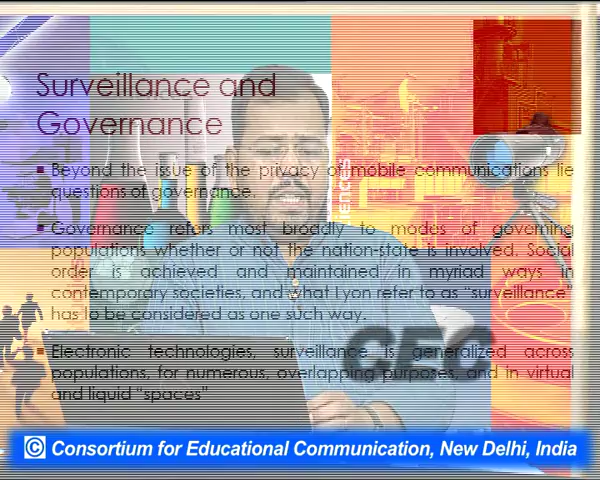 Surveillance and
Governance
Beyond the issue of the privacy of mobile communications lie
questions of governance.
Governance refers most broadly to modes of governing
populations whether or not the nation-state is involved. Social
order is achieved and maintained in myriad ways in
contemporary societies, and what Lyon refer to as “surveillance”
has to be considered as one such way.
Electronic technologies, surveillance is generalized across
populations, for numerous, overlapping purposes, and in virtual
and liquid “spaces”
IENCES
CEC
© Consortium for Educational Communication, New Delhi, India